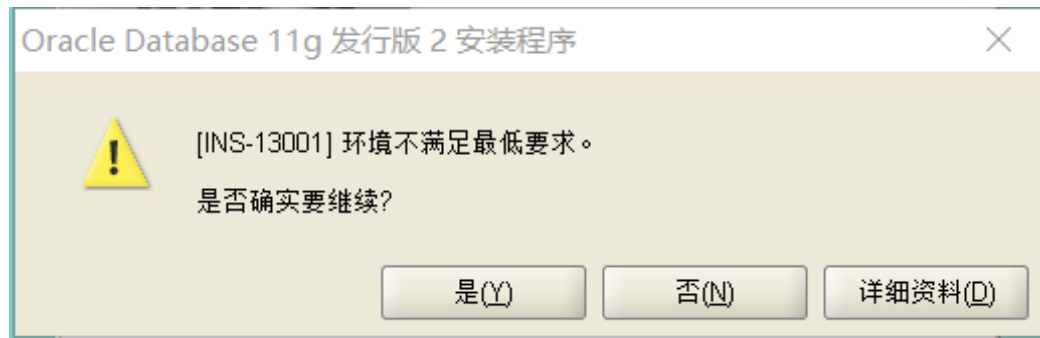 Oracle Database 11g 发行版 2 安装程序
[INS-13001] 环境不满足最低要求。
是否确实要继续?
是(Y) 否(N) 详细资料(D)